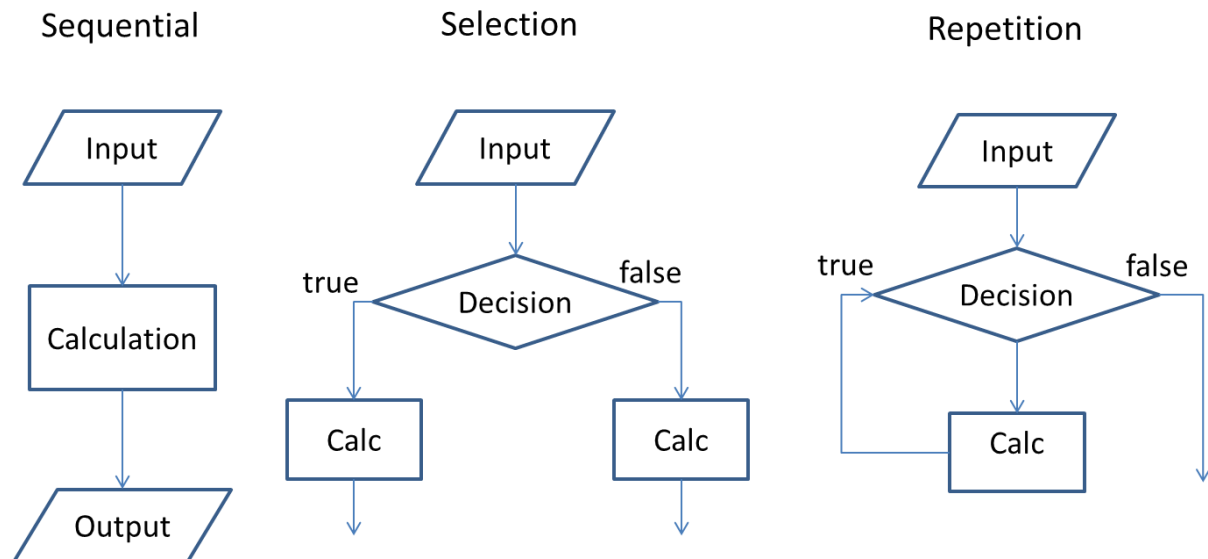 Sequential
Input
Calculation
Output
Selection
Input
true
false
Decision
Calc
Calc
Repetition
Input
true
false
Decision
Calc